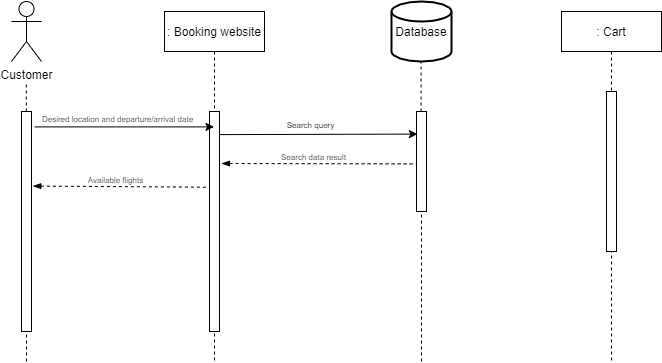 : Booking website
Database
: Cart
Customer
Desired location and departure/arrival date
Search query
Search data result
Available flights